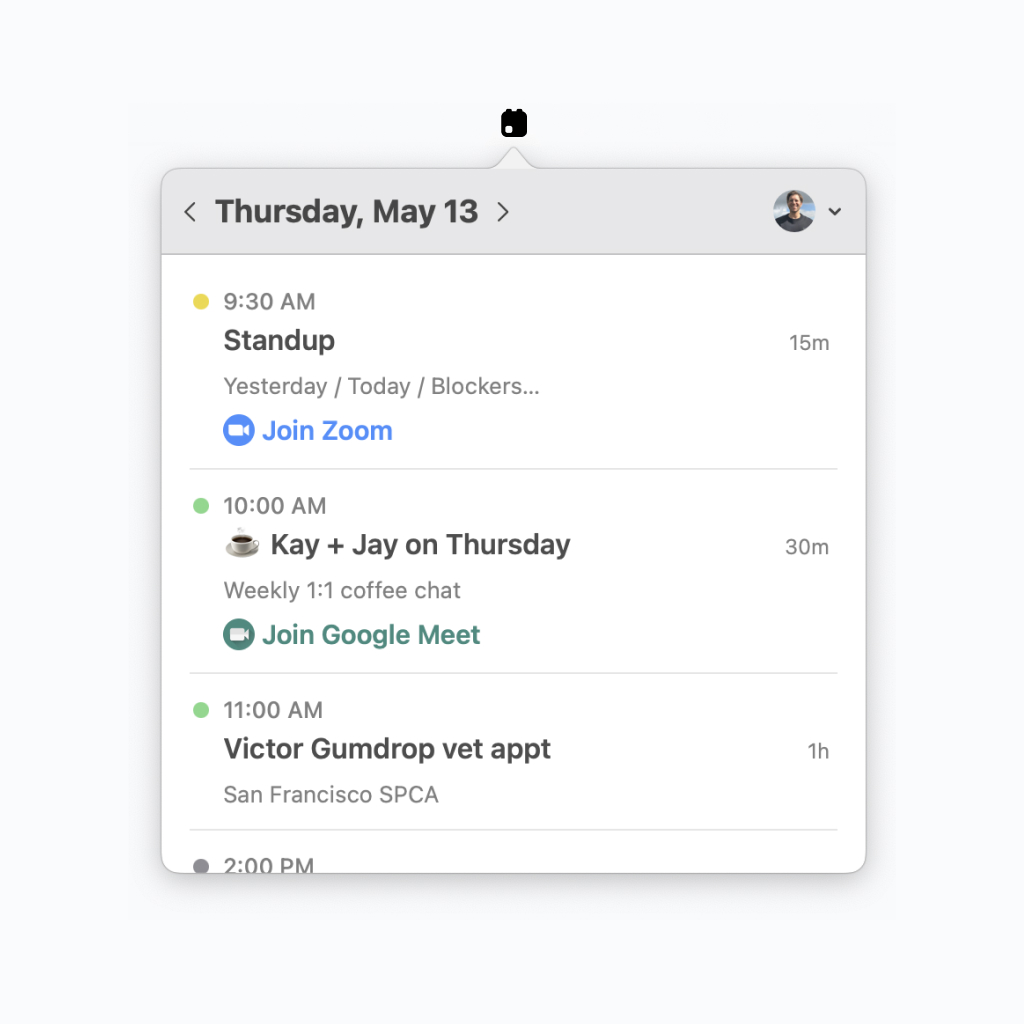 Thursday, May 13
9:30 AM
Standup
15m
Yesterday / Today / Blockers...
Join Zoom
10:00 AM
☕ Kay + Jay on Thursday
30m
Weekly 1:1 coffee chat
Join Google Meet
11:00 AM
Victor Gumdrop vet appt
1h
San Francisco SPCA
2:00 PM